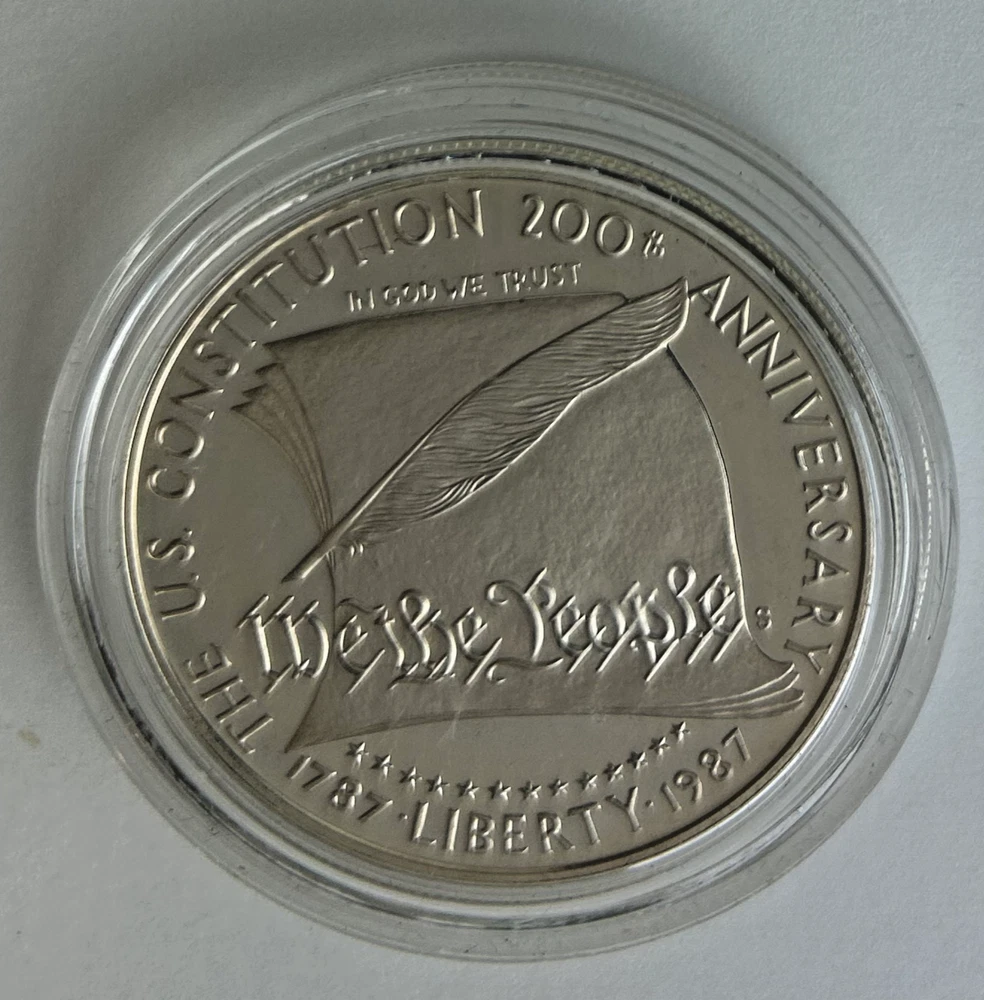 THE U.S. CONSTITUTION 200th ANNIVERSARY
IN GOD WE TRUST
We the People
S
1787 · LIBERTY · 1987